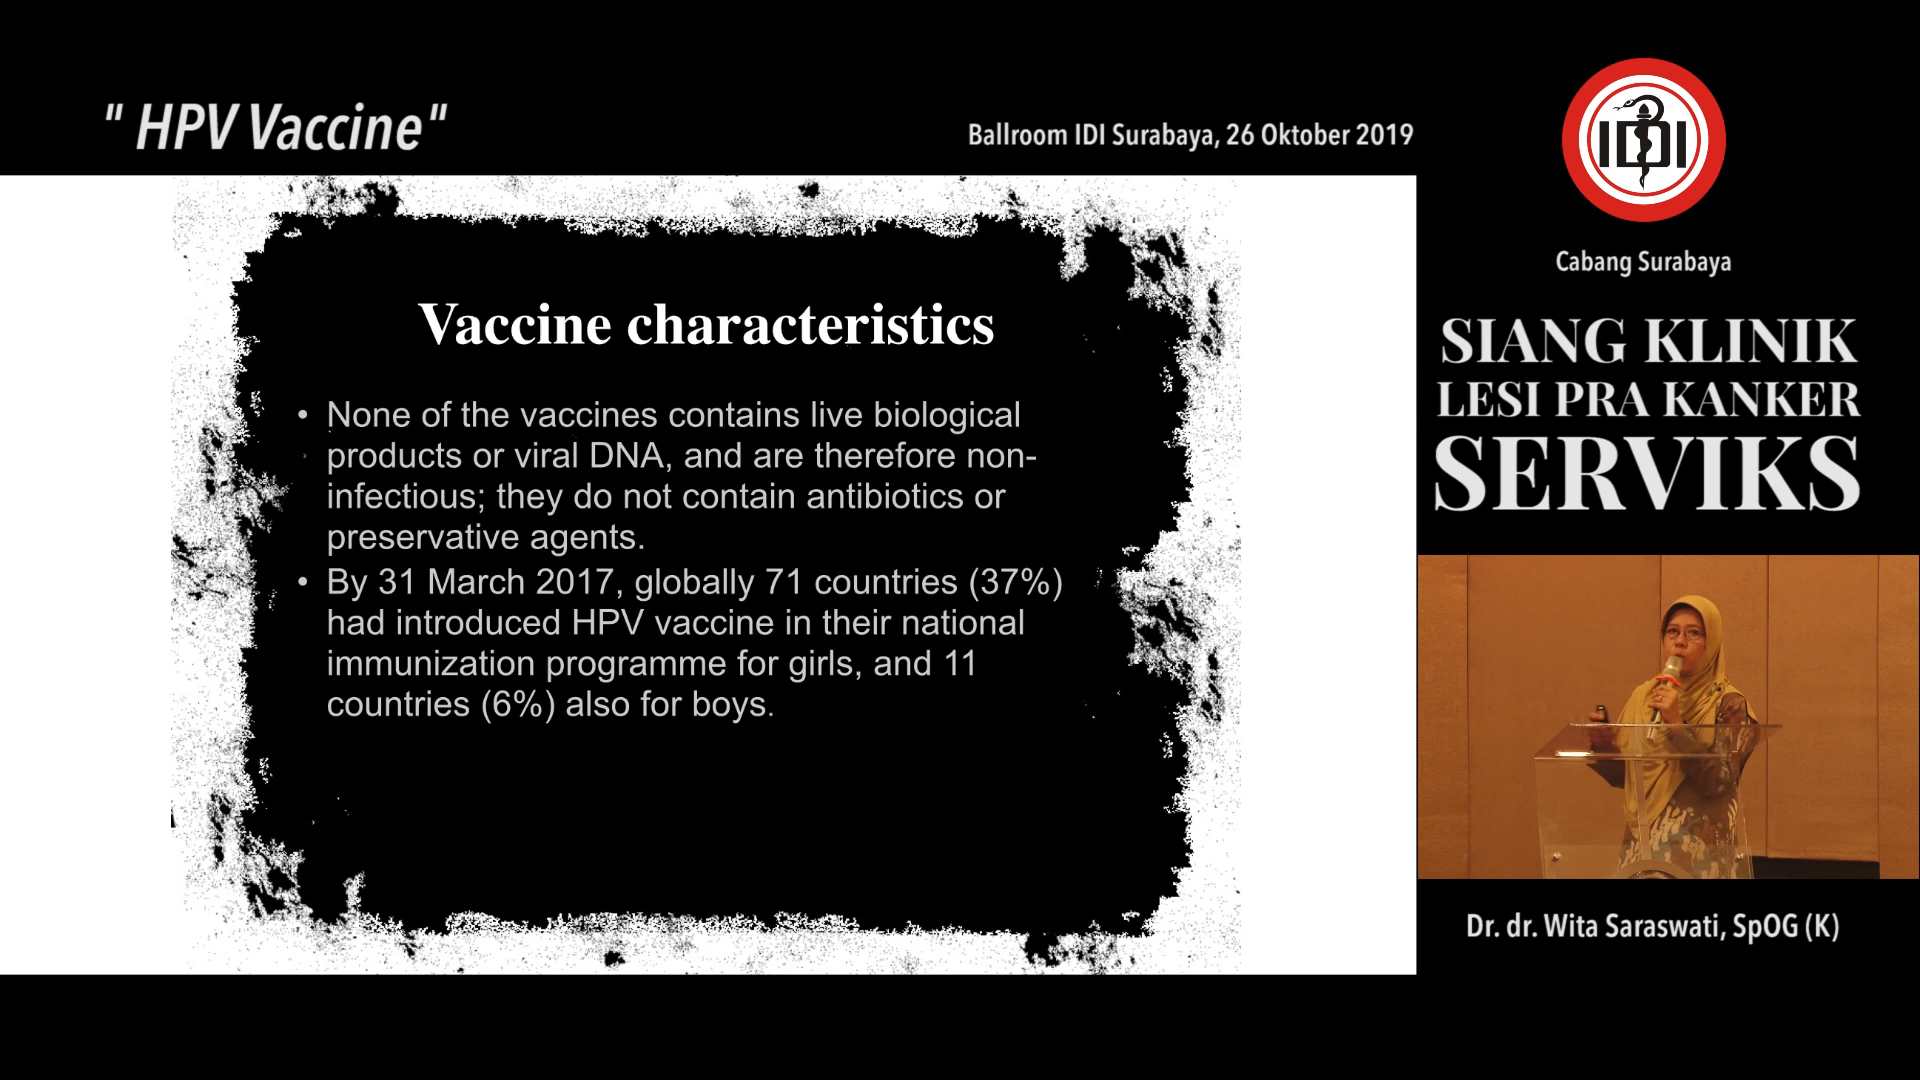 " HPV Vaccine"
Ballroom IDI Surabaya, 26 Oktober 2019
IDI
Cabang Surabaya
SIANG KLINIK
LESI PRA KANKER
SERVIKS
Vaccine characteristics
• None of the vaccines contains live biological
products or viral DNA, and are therefore non-
infectious; they do not contain antibiotics or
preservative agents.
• By 31 March 2017, globally 71 countries (37%)
had introduced HPV vaccine in their national
immunization programme for girls, and 11
countries (6%) also for boys.
Dr. dr. Wita Saraswati, SpOG (K)